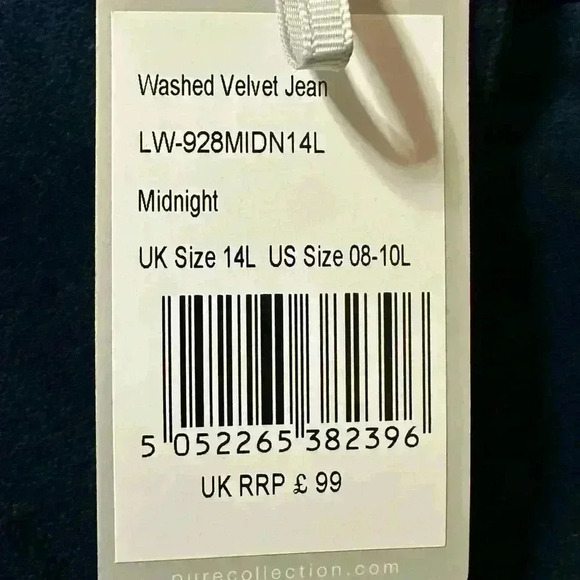 Washed Velvet Jean
LW-928MIDN14L
Midnight
UK Size 14L US Size 08-10L
5 052265 382396
UK RRP £ 99
purecollection.com